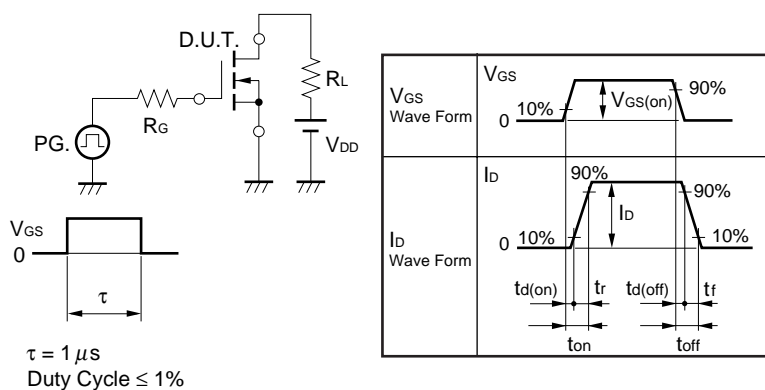 D.U.T.
RL
RG
PG.
VDD
VGS
0
τ
τ = 1 μs
Duty Cycle ≤ 1%
VGS
Wave Form
VGS
10%
0
VGS(on)
90%
ID
Wave Form
ID
90%
90%
ID
0 10%
10%
td(on) tr td(off) tf
ton toff